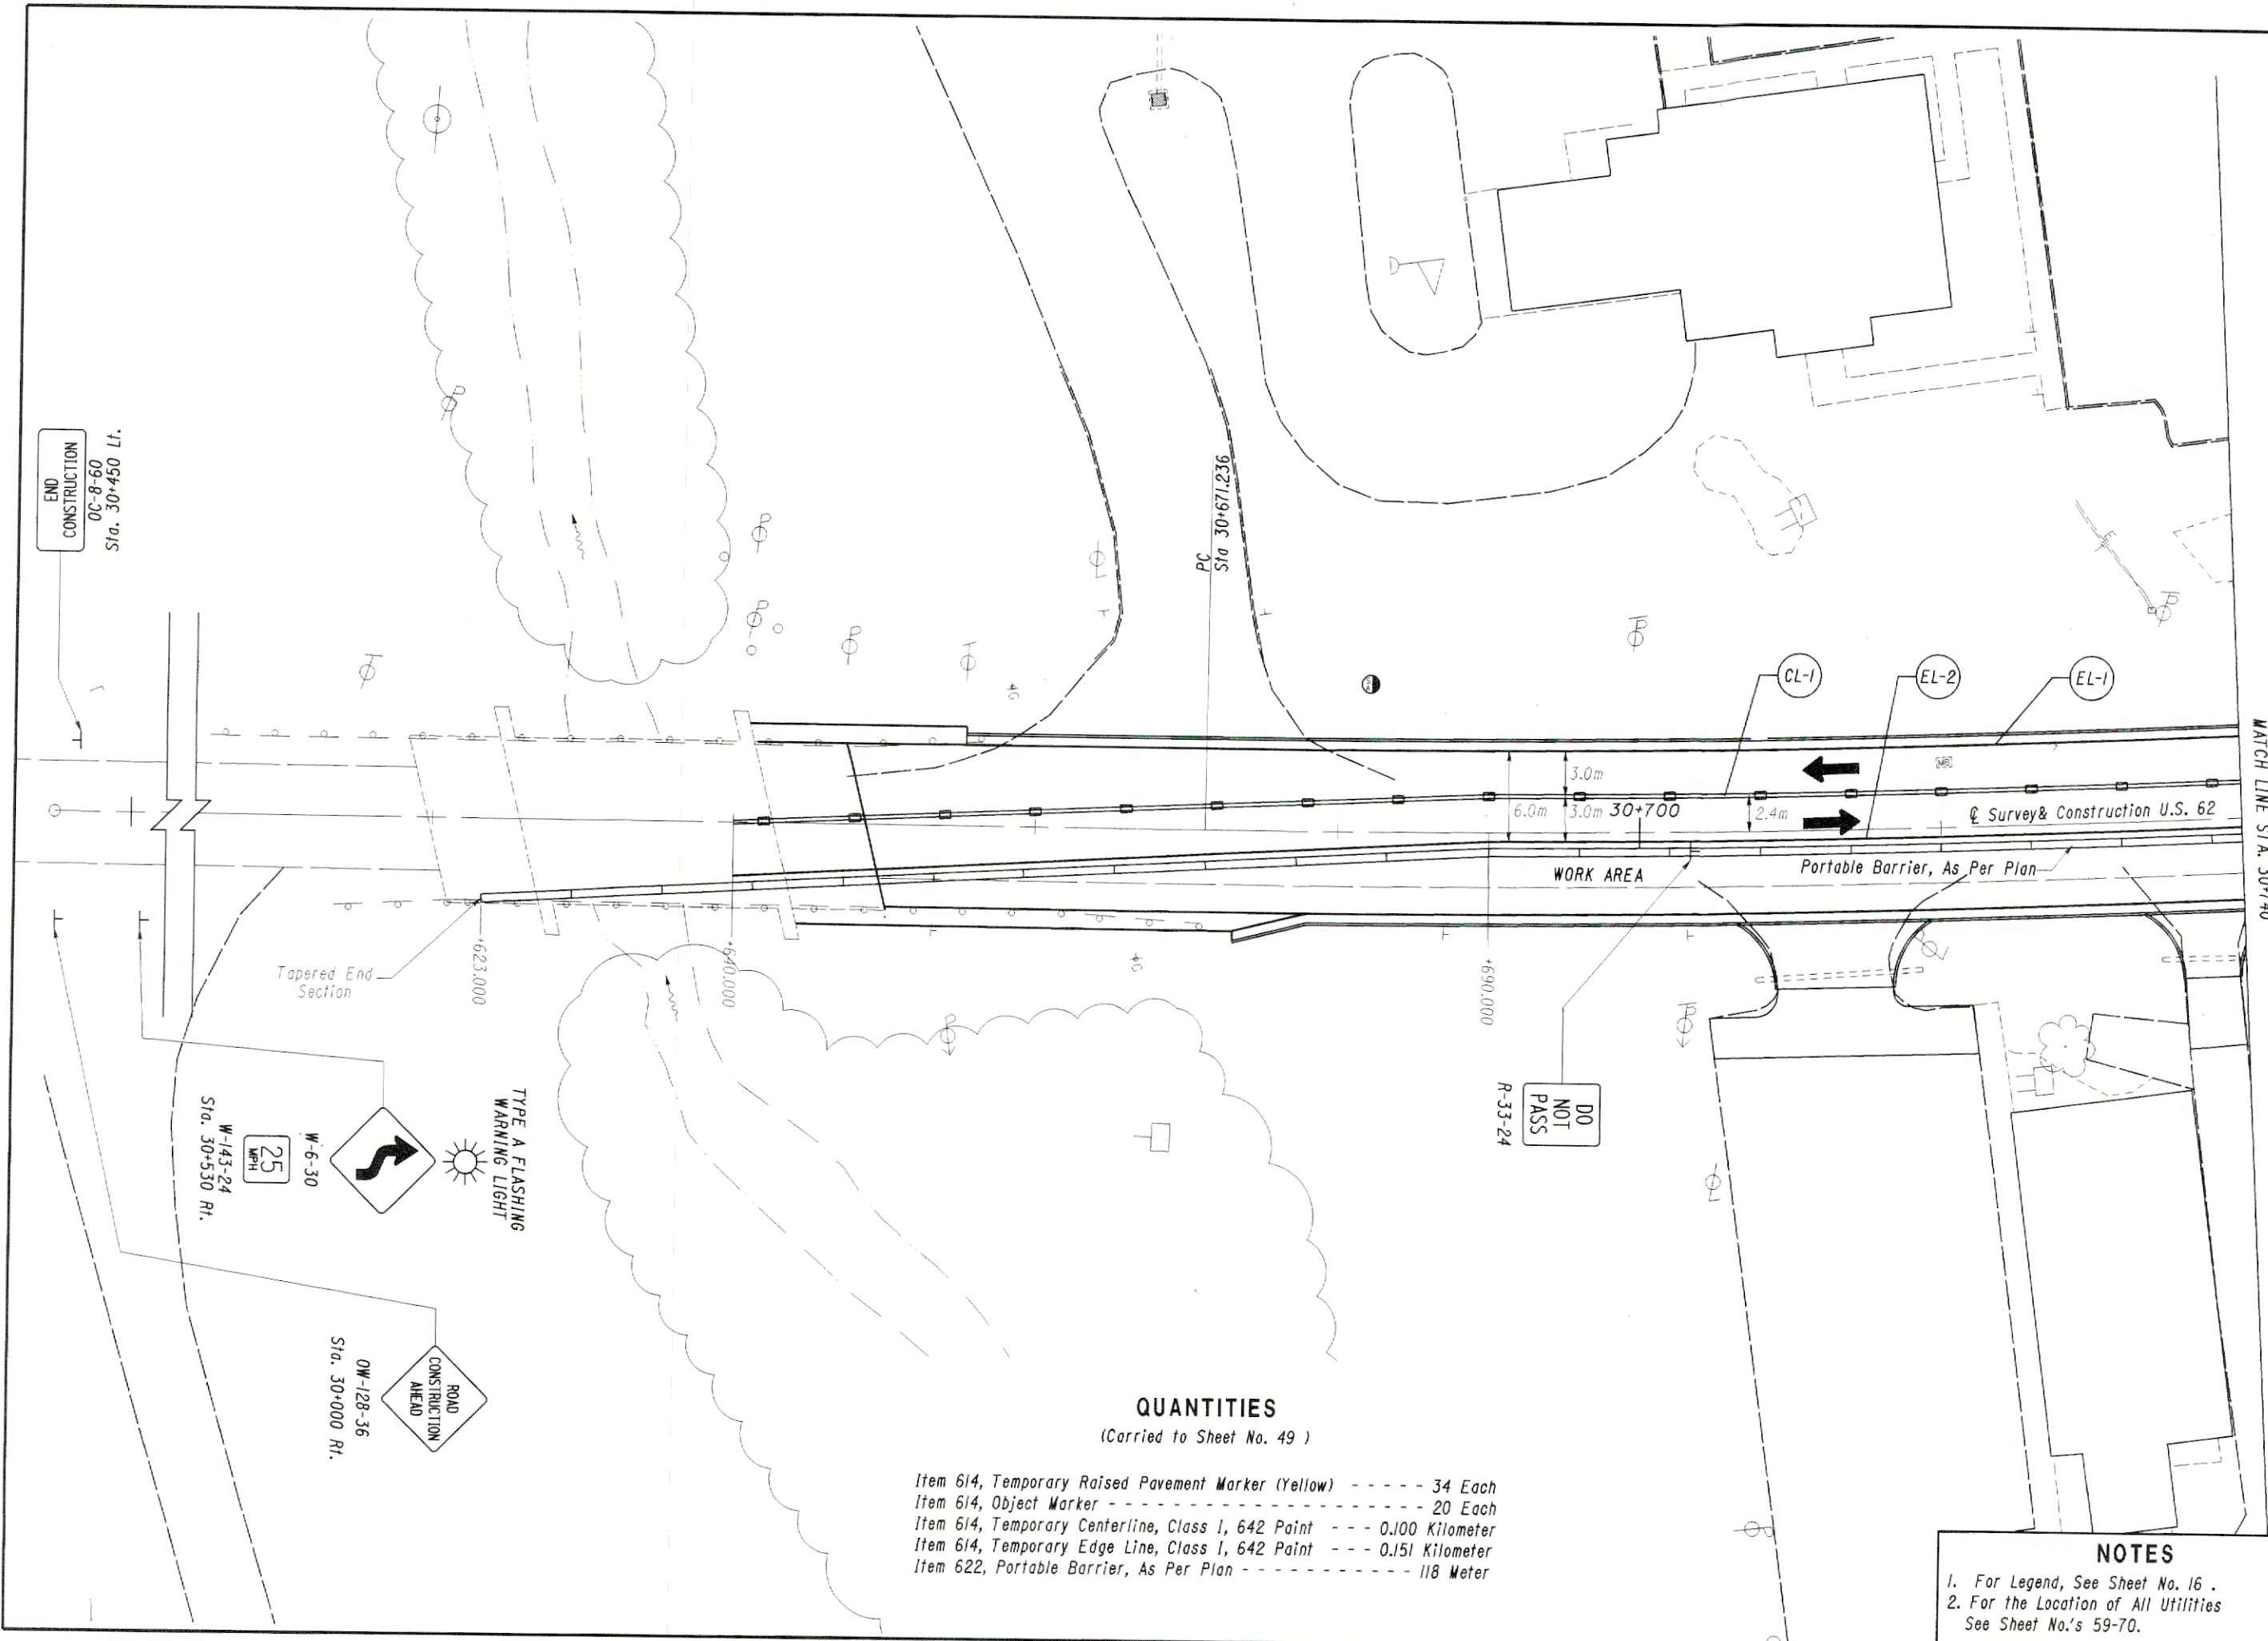 END
CONSTRUCTION
OC-8-60
Sta. 30+450 Lt.
PC
Sta 30+671.236
CL-1
EL-2
EL-1
MATCH LINE STA. 30+740
3.0m
6.0m
3.0m
30+700
2.4m
℄ Survey& Construction U.S. 62
WORK AREA
Portable Barrier, As Per Plan
Tapered End
Section
+623.000
+640.000
+690.000
DO
NOT
PASS
R-33-24
TYPE A FLASHING
WARNING LIGHT
W-6-30
25
MPH
W-143-24
Sta. 30+530 Rt.
ROAD
CONSTRUCTION
AHEAD
OW-128-36
Sta. 30+000 Rt.
QUANTITIES
(Carried to Sheet No. 49 )
Item 614, Temporary Raised Pavement Marker (Yellow) - - - - - 34 Each
Item 614, Object Marker - - - - - - - - - - - - - - - - - - - - 20 Each
Item 614, Temporary Centerline, Class I, 642 Paint - - - 0.100 Kilometer
Item 614, Temporary Edge Line, Class I, 642 Paint - - - 0.151 Kilometer
Item 622, Portable Barrier, As Per Plan - - - - - - - - - - - 118 Meter
NOTES
1. For Legend, See Sheet No. 16 .
2. For the Location of All Utilities
See Sheet No.'s 59-70.